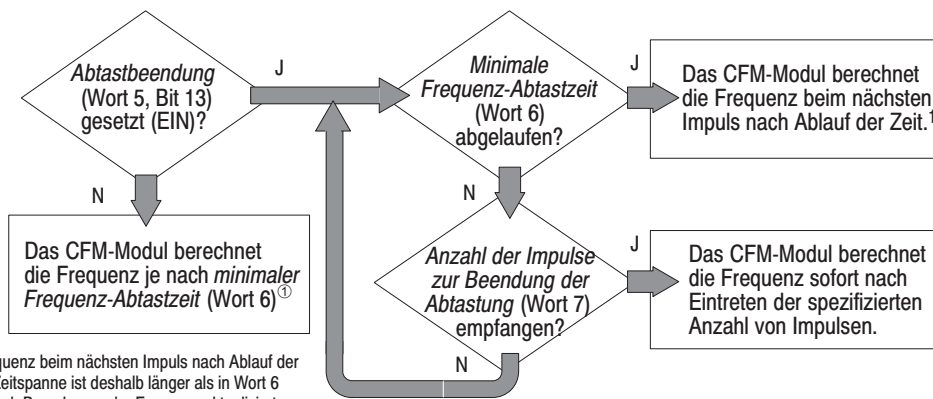 Abtastbeendung
(Wort 5, Bit 13)
gesetzt (EIN)?
J
N
Das CFM-Modul berechnet
die Frequenz je nach minimaler
Frequenz-Abtastzeit (Wort 6)①
Minimale
Frequenz-Abtastzeit
(Wort 6)
abgelaufen?
J
N
Das CFM-Modul berechnet
die Frequenz beim nächsten
Impuls nach Ablauf der Zeit.1
Anzahl der Impulse
zur Beendung der
Abtastung (Wort 7)
empfangen?
J
N
Das CFM-Modul berechnet
die Frequenz sofort nach
Eintreten der spezifizierten
Anzahl von Impulsen.
quenz beim nächsten Impuls nach Ablauf der
Zeitspanne ist deshalb länger als in Wort 6